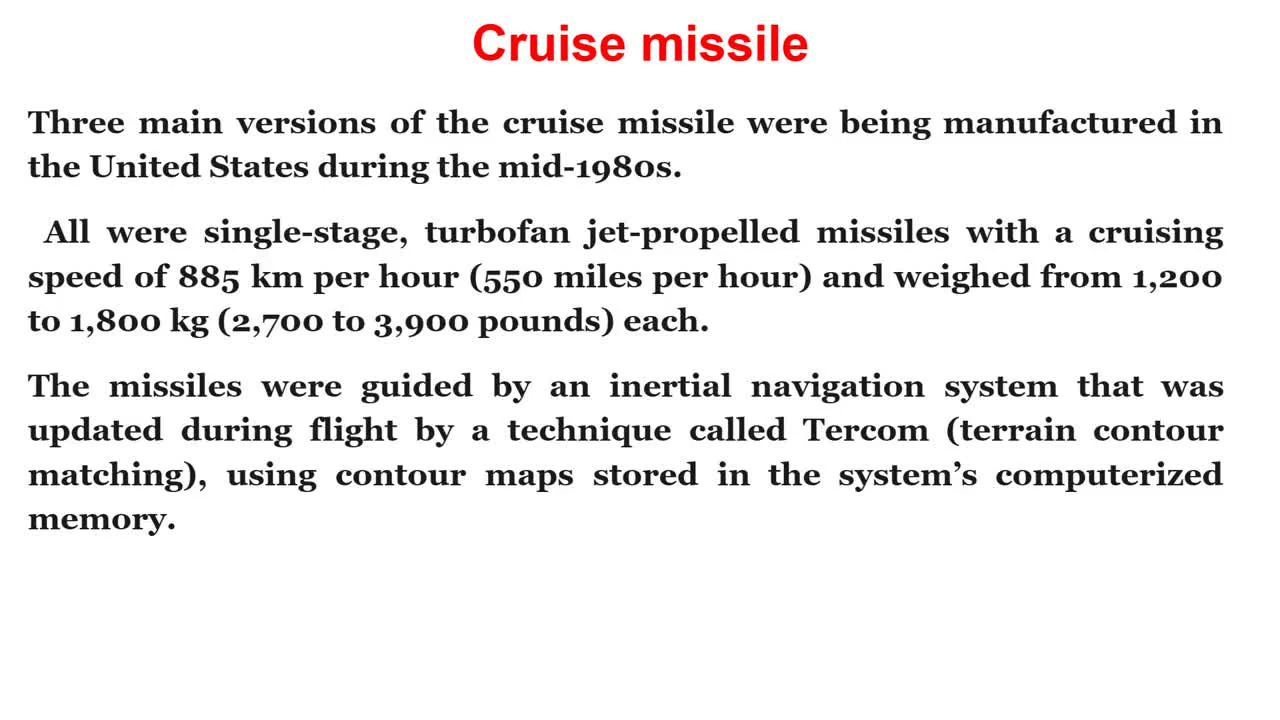 Cruise missile
Three main versions of the cruise missile were being manufactured in
the United States during the mid-1980s.
All were single-stage, turbofan jet-propelled missiles with a cruising
speed of 885 km per hour (550 miles per hour) and weighed from 1,200
to 1,800 kg (2,700 to 3,900 pounds) each.
The missiles were guided by an inertial navigation system that was
updated during flight by a technique called Tercom (terrain contour
matching), using contour maps stored in the system’s computerized
memory.